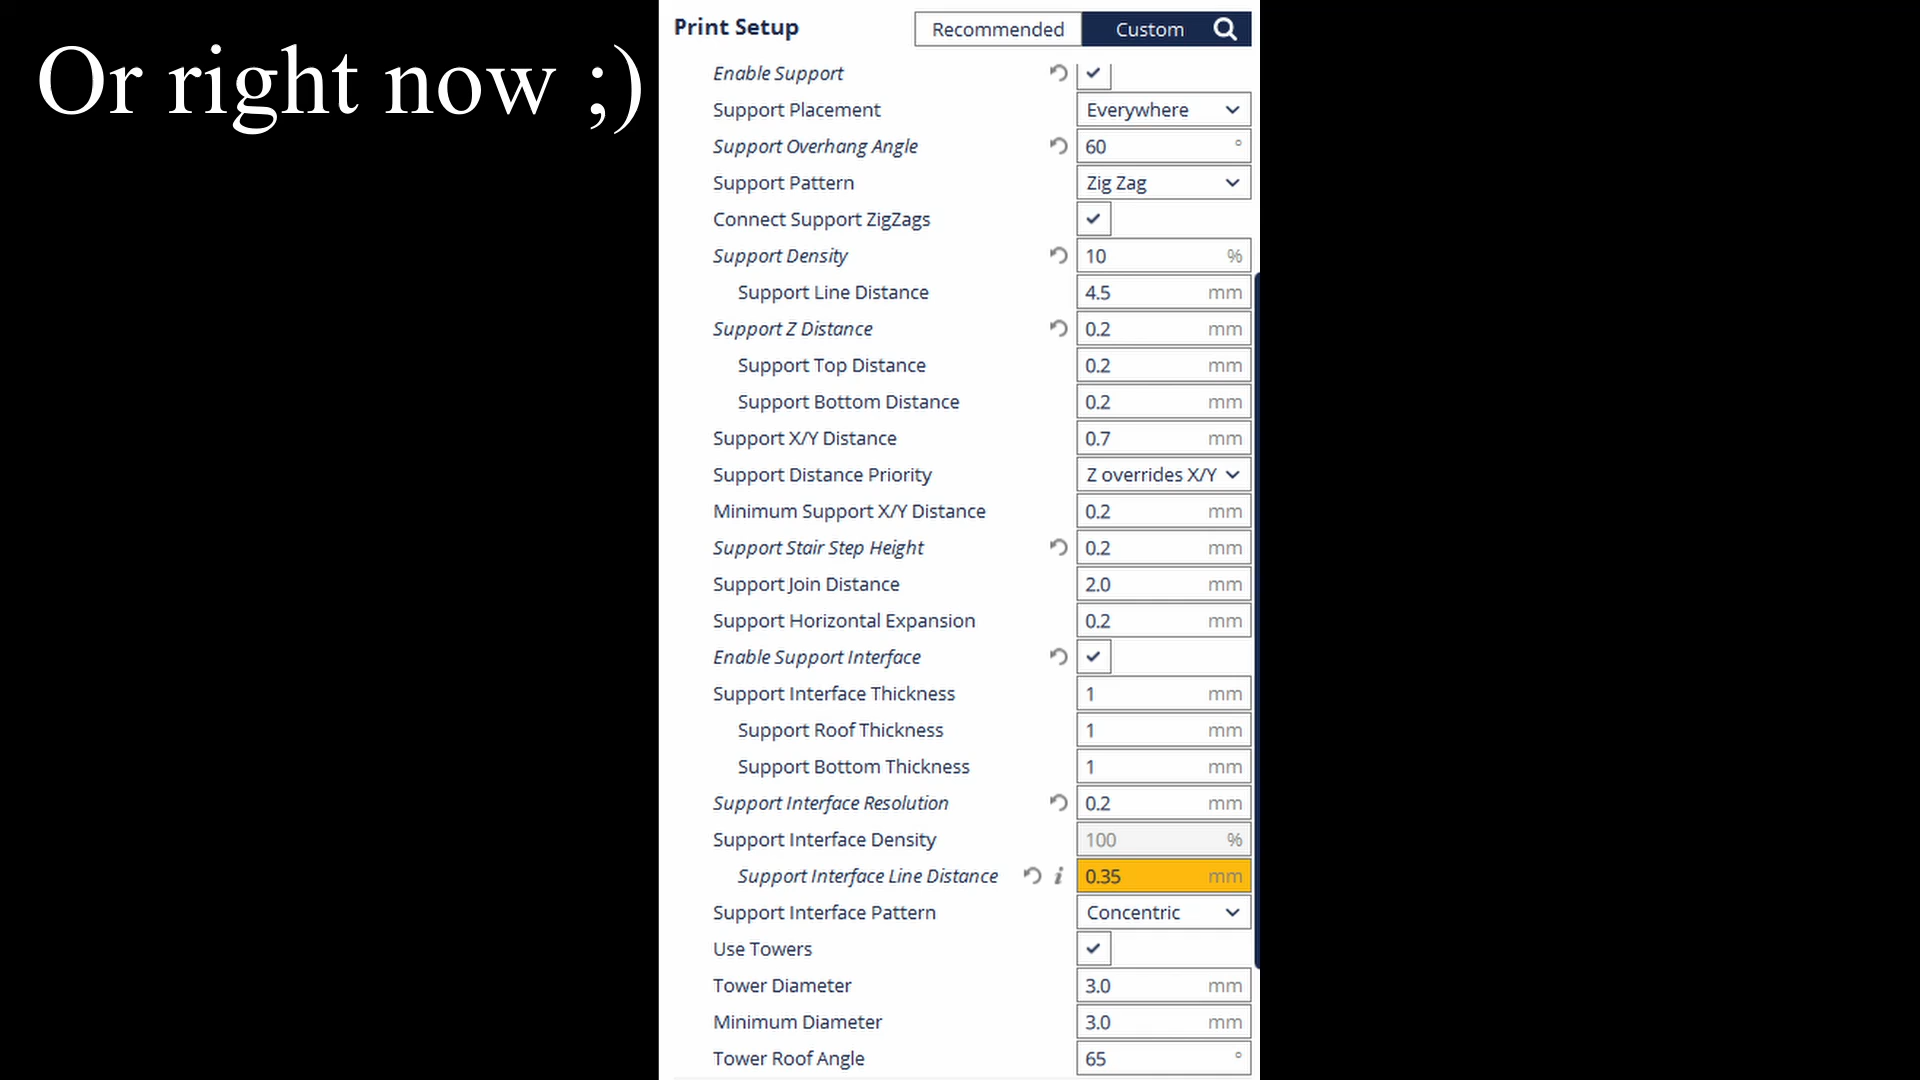 Or right now ;)
Print Setup Recommended Custom
Enable Support
Support Placement Everywhere
Support Overhang Angle 60 °
Support Pattern Zig Zag
Connect Support ZigZags
Support Density 10 %
Support Line Distance 4.5 mm
Support Z Distance 0.2 mm
Support Top Distance 0.2 mm
Support Bottom Distance 0.2 mm
Support X/Y Distance 0.7 mm
Support Distance Priority Z overrides X/Y
Minimum Support X/Y Distance 0.2 mm
Support Stair Step Height 0.2 mm
Support Join Distance 2.0 mm
Support Horizontal Expansion 0.2 mm
Enable Support Interface
Support Interface Thickness 1 mm
Support Roof Thickness 1 mm
Support Bottom Thickness 1 mm
Support Interface Resolution 0.2 mm
Support Interface Density 100 %
Support Interface Line Distance i 0.35 mm
Support Interface Pattern Concentric
Use Towers
Tower Diameter 3.0 mm
Minimum Diameter 3.0 mm
Tower Roof Angle 65 °